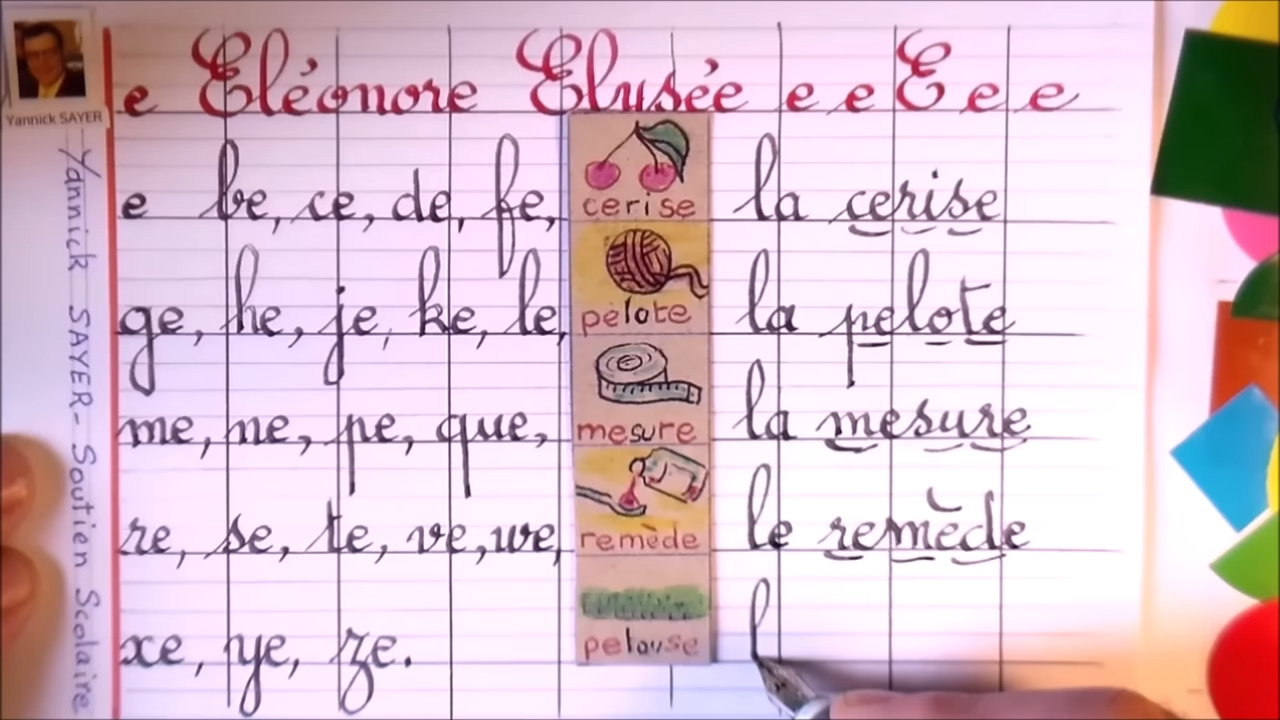 Yannick SAYER
Yannick SAYER - Soutien Scolaire
e Eléonore Elusée e e E e e
e be, ce, de, fe,
ge, he, je, ke, le,
me, ne, pe, que,
re, se, te, ve, we,
xe, ye, ze.
cerise
pelote
mesure
remède
pelouse
la cerise
la pelote
la mesure
le remède
l